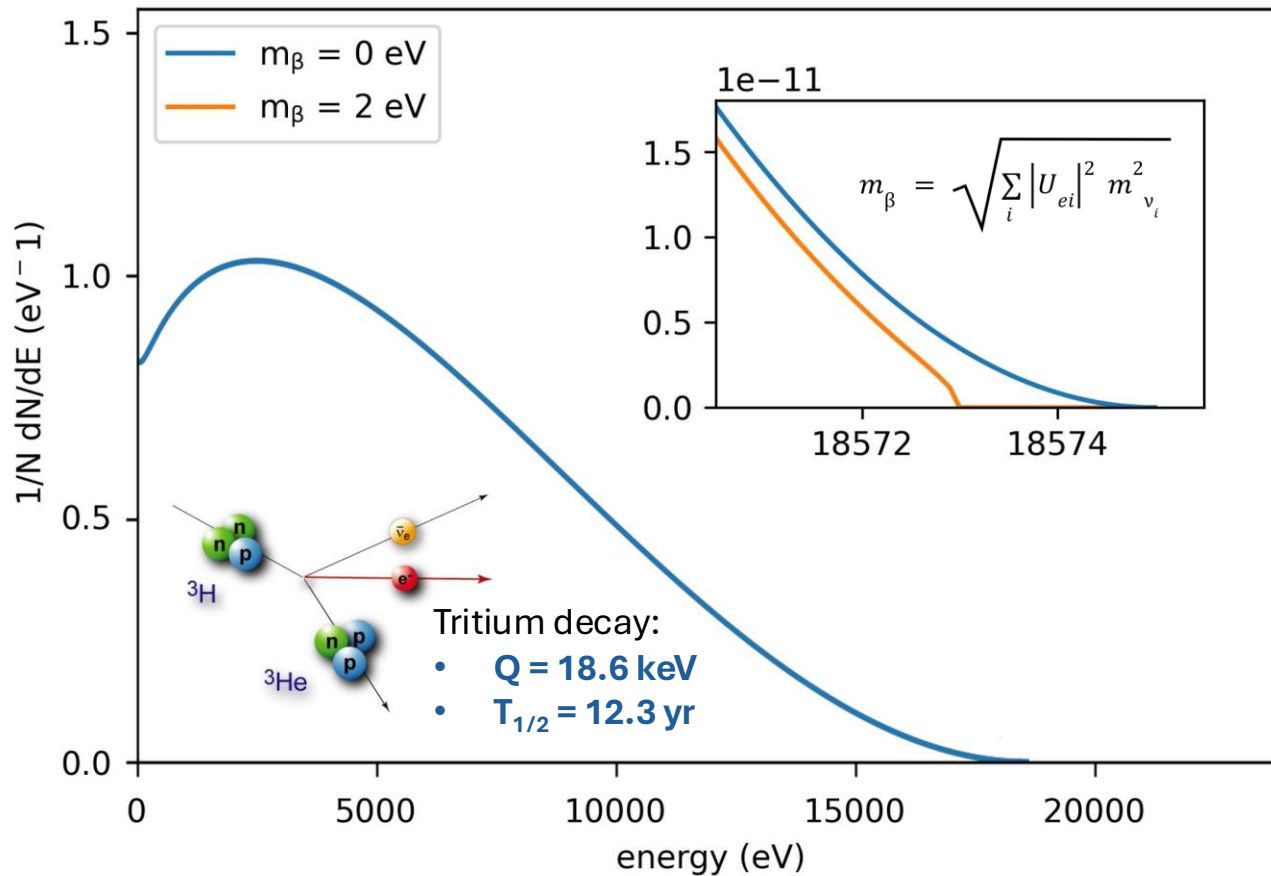 1/N dN/dE (eV⁻ 1)
1.5
1.0
0.5
0.0
m_β = 0 eV
m_β = 2 eV
1e−11
1.5
1.0
0.5
0.0
m_β = √ ∑_i |U_ei|² m²_ν_i
18572 18574
n
n
p
³H
ν̄e
e⁻
n
p
p
³He
Tritium decay:
• Q = 18.6 keV
• T₁/₂ = 12.3 yr
0 5000 10000 15000 20000
energy (eV)